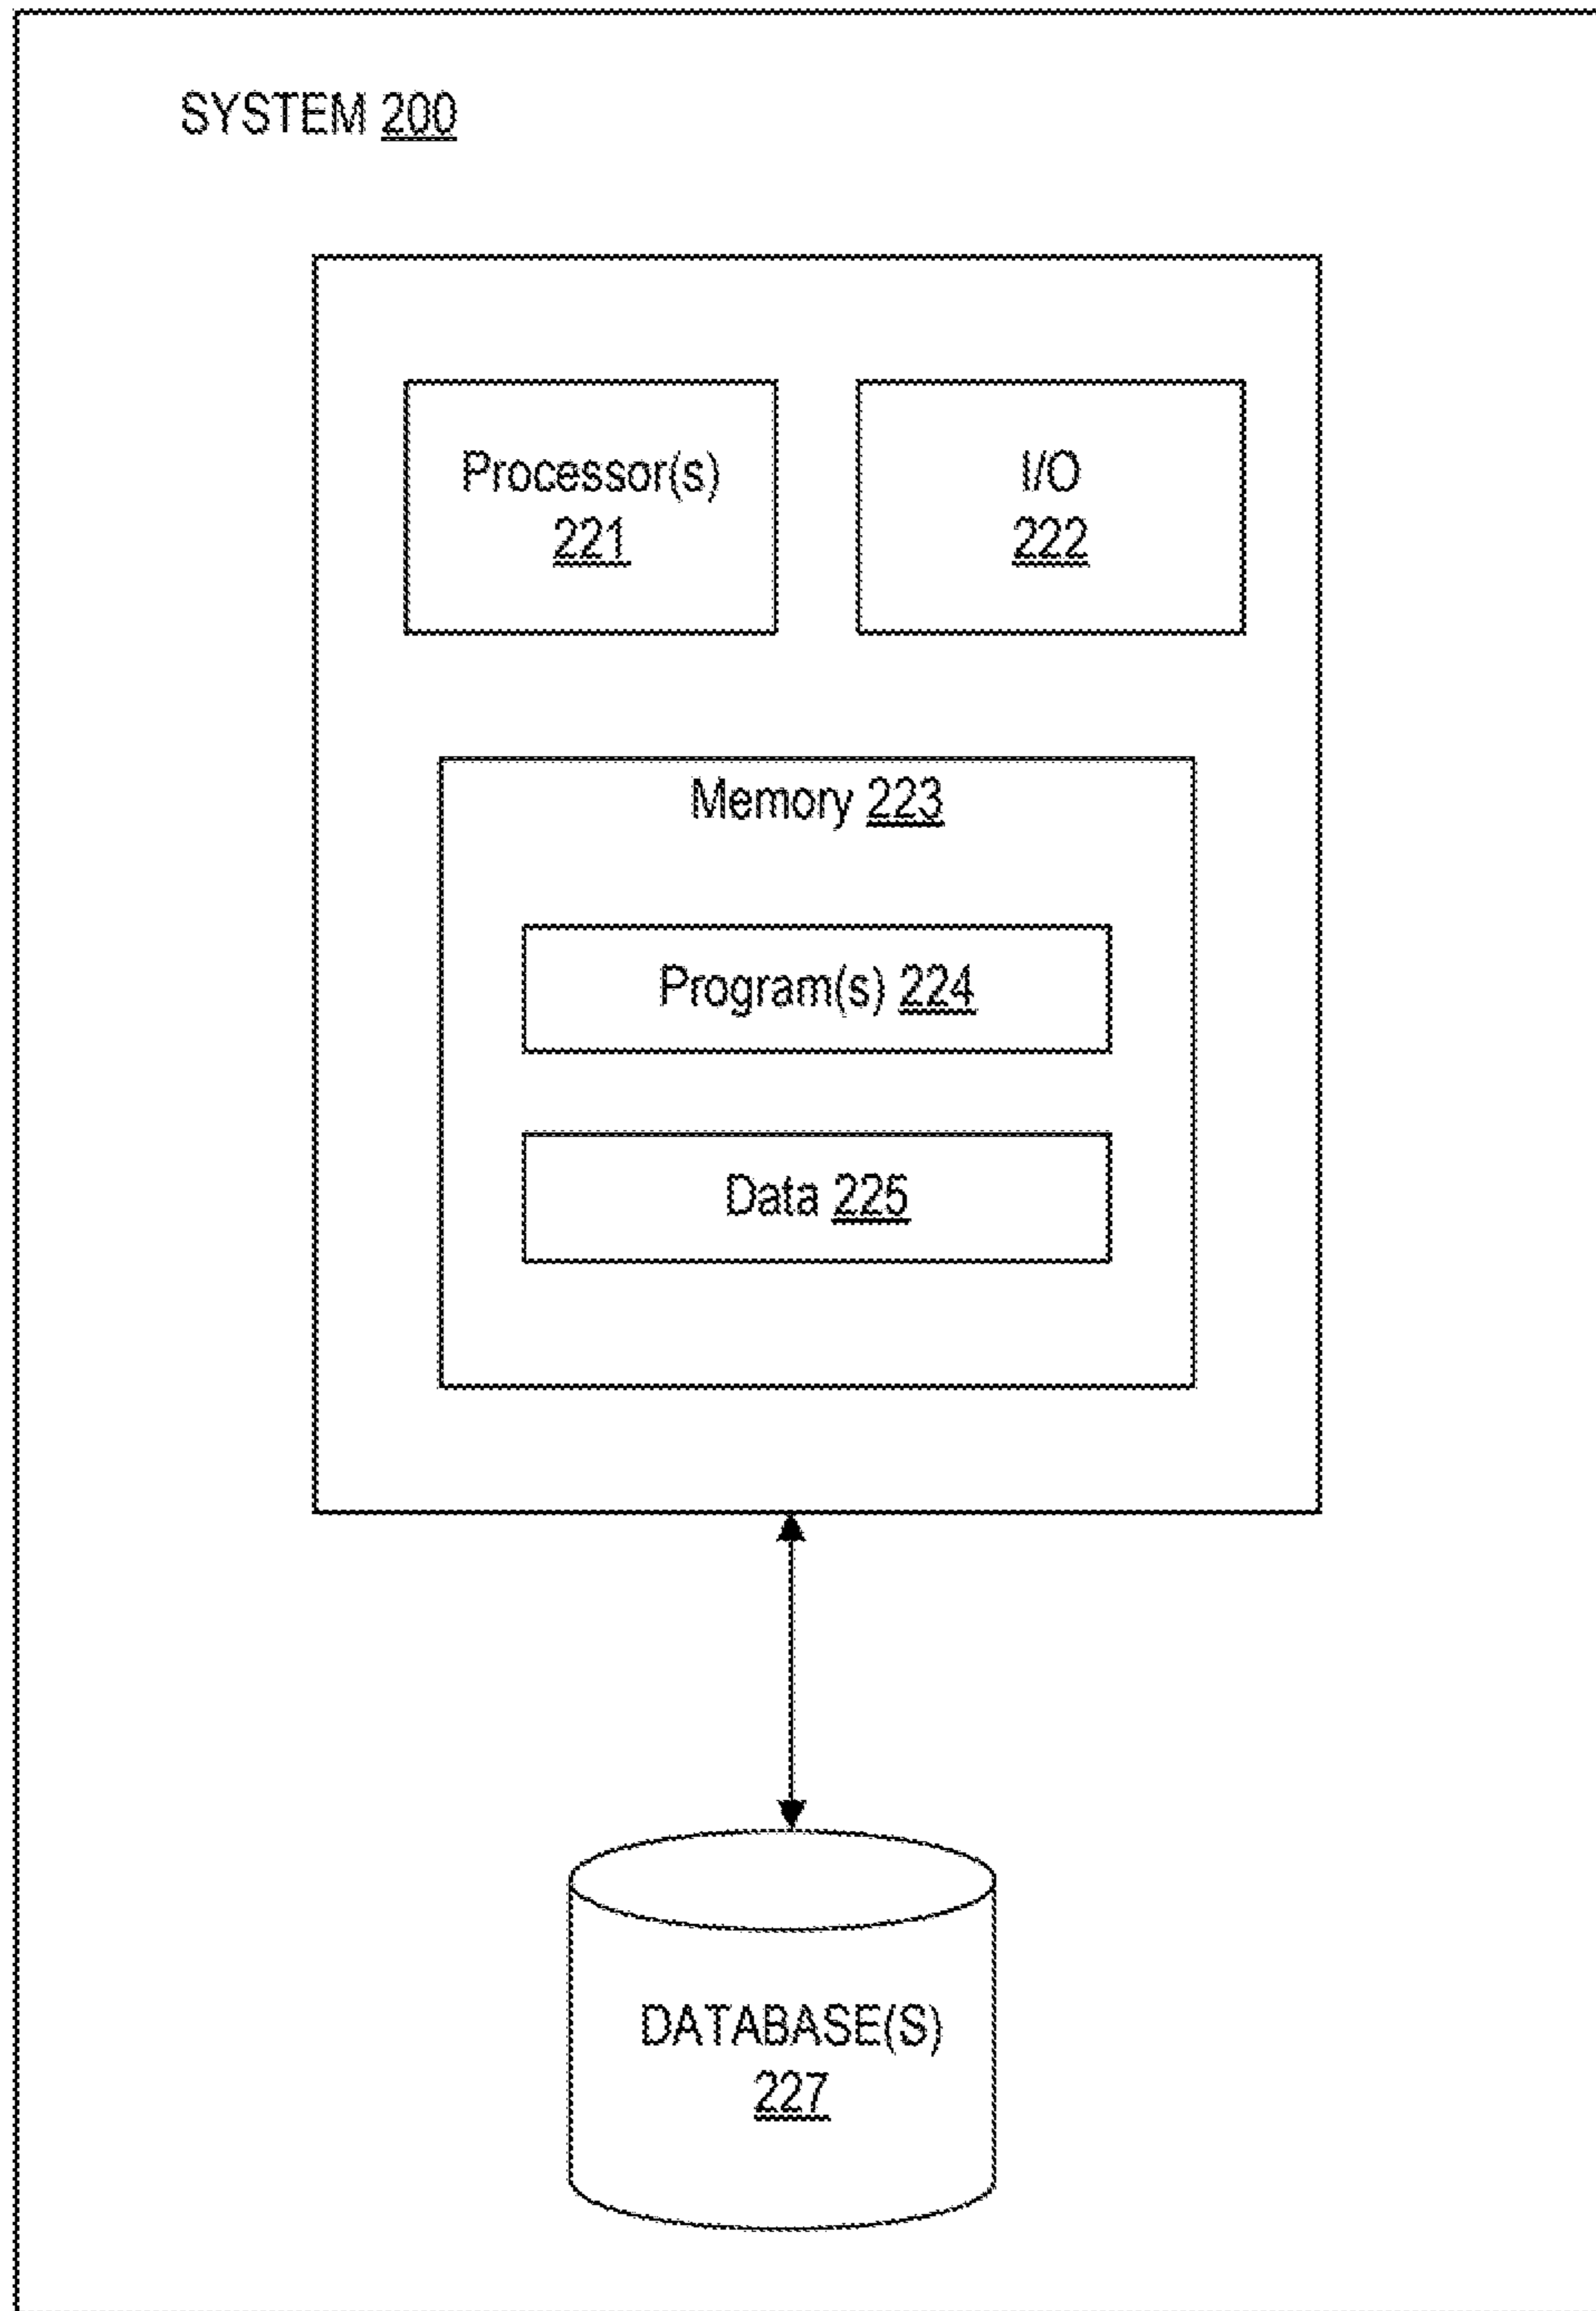 SYSTEM 200
Processor(s)
221
I/O
222
Memory 223
Program(s) 224
Data 225
DATABASE(S)
227